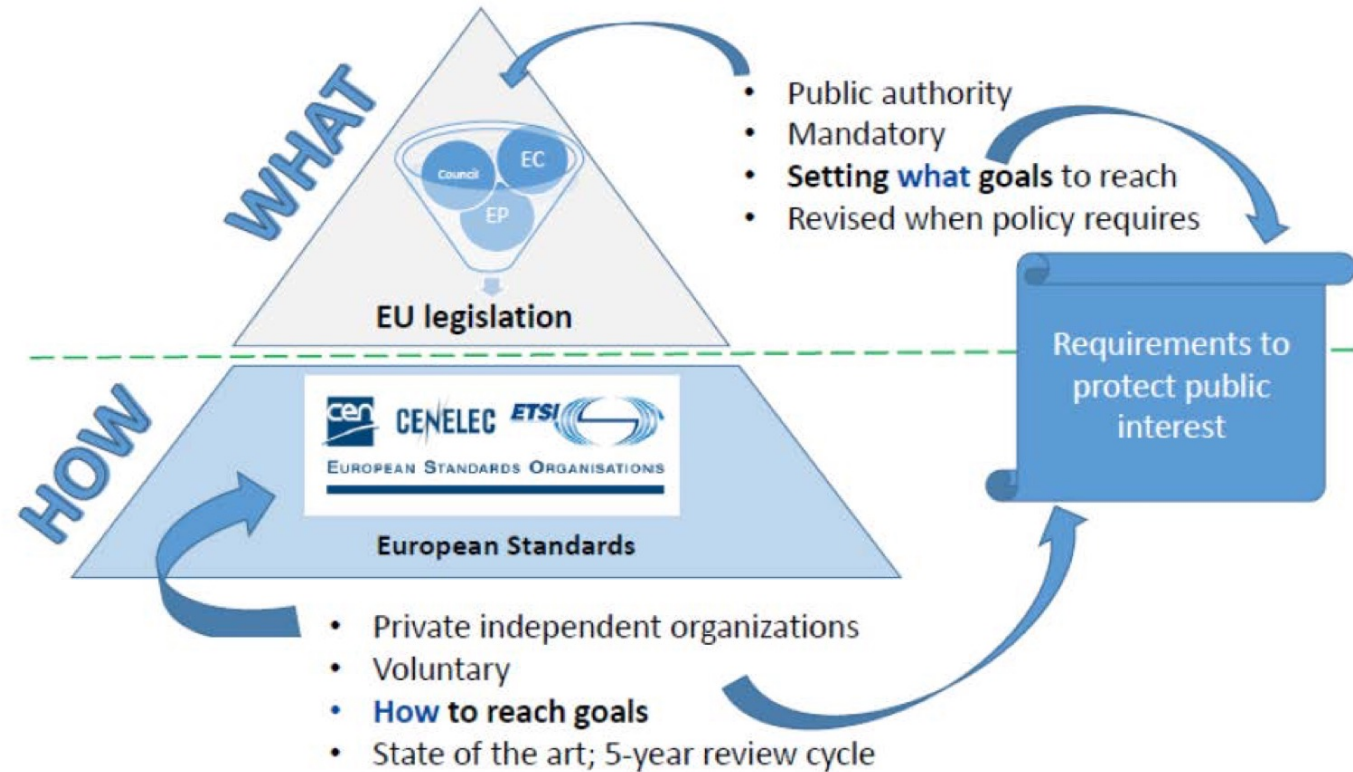 WHAT
Council
EC
EP
EU legislation
• Public authority
• Mandatory
• Setting what goals to reach
• Revised when policy requires
Requirements to
protect public
interest
HOW
cen
CENELEC
ETSI
EUROPEAN STANDARDS ORGANISATIONS
European Standards
• Private independent organizations
• Voluntary
• How to reach goals
• State of the art; 5-year review cycle